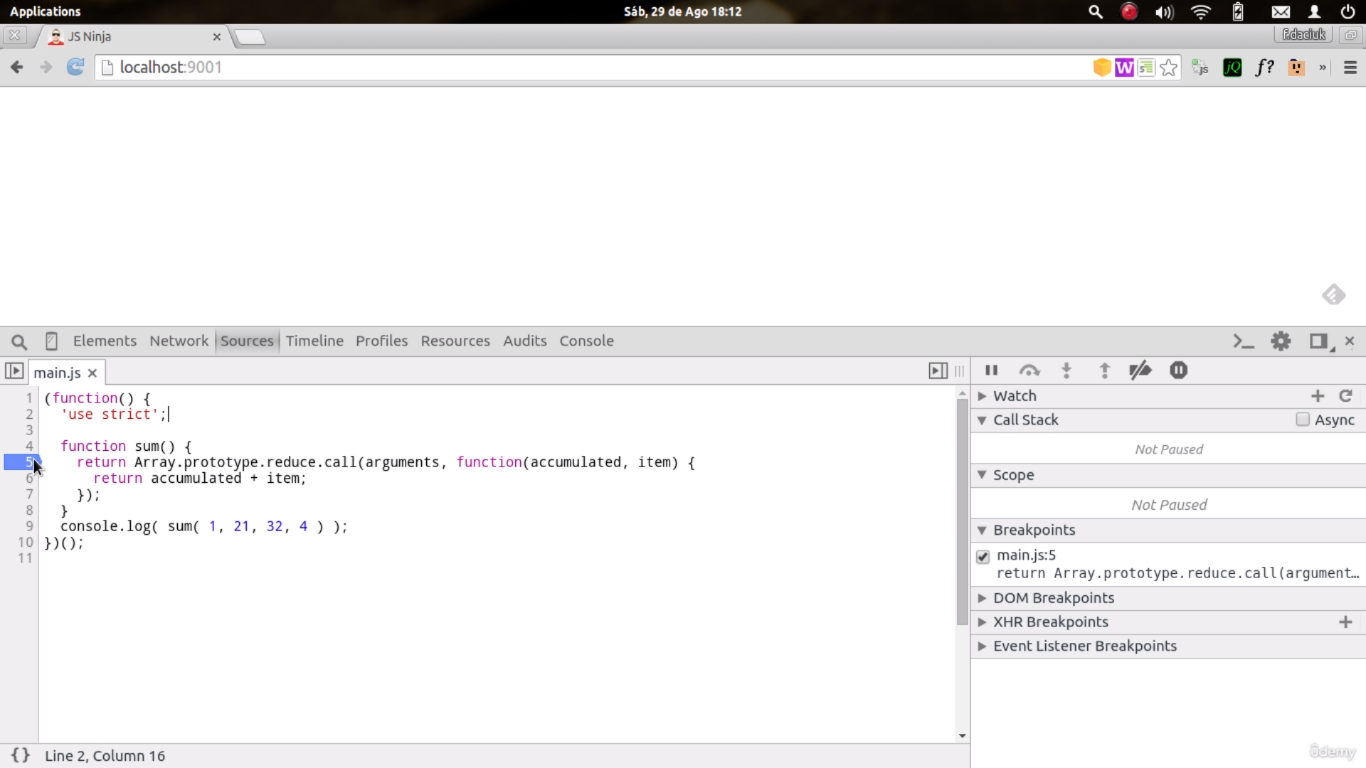 Applications
Sáb, 29 de Ago 18:12
JS Ninja
f.daciuk
localhost:9001
W
js
jQ
f?
»
Elements Network Sources Timeline Profiles Resources Audits Console
main.js
1 (function() {
2 'use strict';
3
4 function sum() {
5 return Array.prototype.reduce.call(arguments, function(accumulated, item) {
6 return accumulated + item;
7 });
8 }
9 console.log( sum( 1, 21, 32, 4 ) );
10 })();
11
{} Line 2, Column 16
Watch
Call Stack Async
Not Paused
Scope
Not Paused
Breakpoints
main.js:5
return Array.prototype.reduce.call(argument…
DOM Breakpoints
XHR Breakpoints
Event Listener Breakpoints
ûdemy